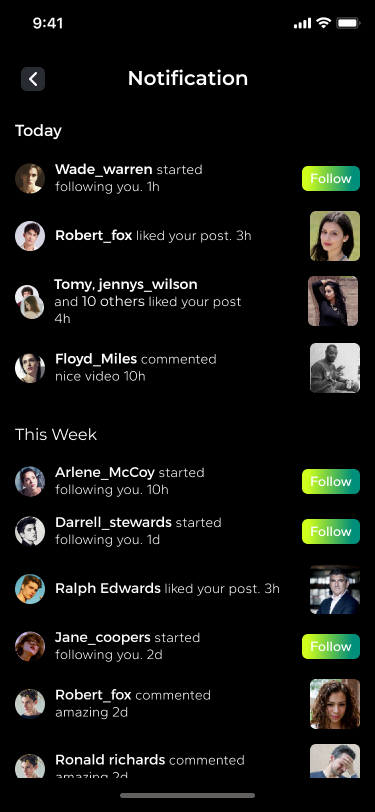 9:41
Notification
Today
Wade_warren started
following you. 1h
Follow
Robert_fox liked your post. 3h
Tomy, jennys_wilson
and 10 others liked your post
4h
Floyd_Miles commented
nice video 10h
This Week
Arlene_McCoy started
following you. 10h
Follow
Darrell_stewards started
following you. 1d
Follow
Ralph Edwards liked your post. 3h
Jane_coopers started
following you. 2d
Follow
Robert_fox commented
amazing 2d
Ronald richards commented
amazing 2d